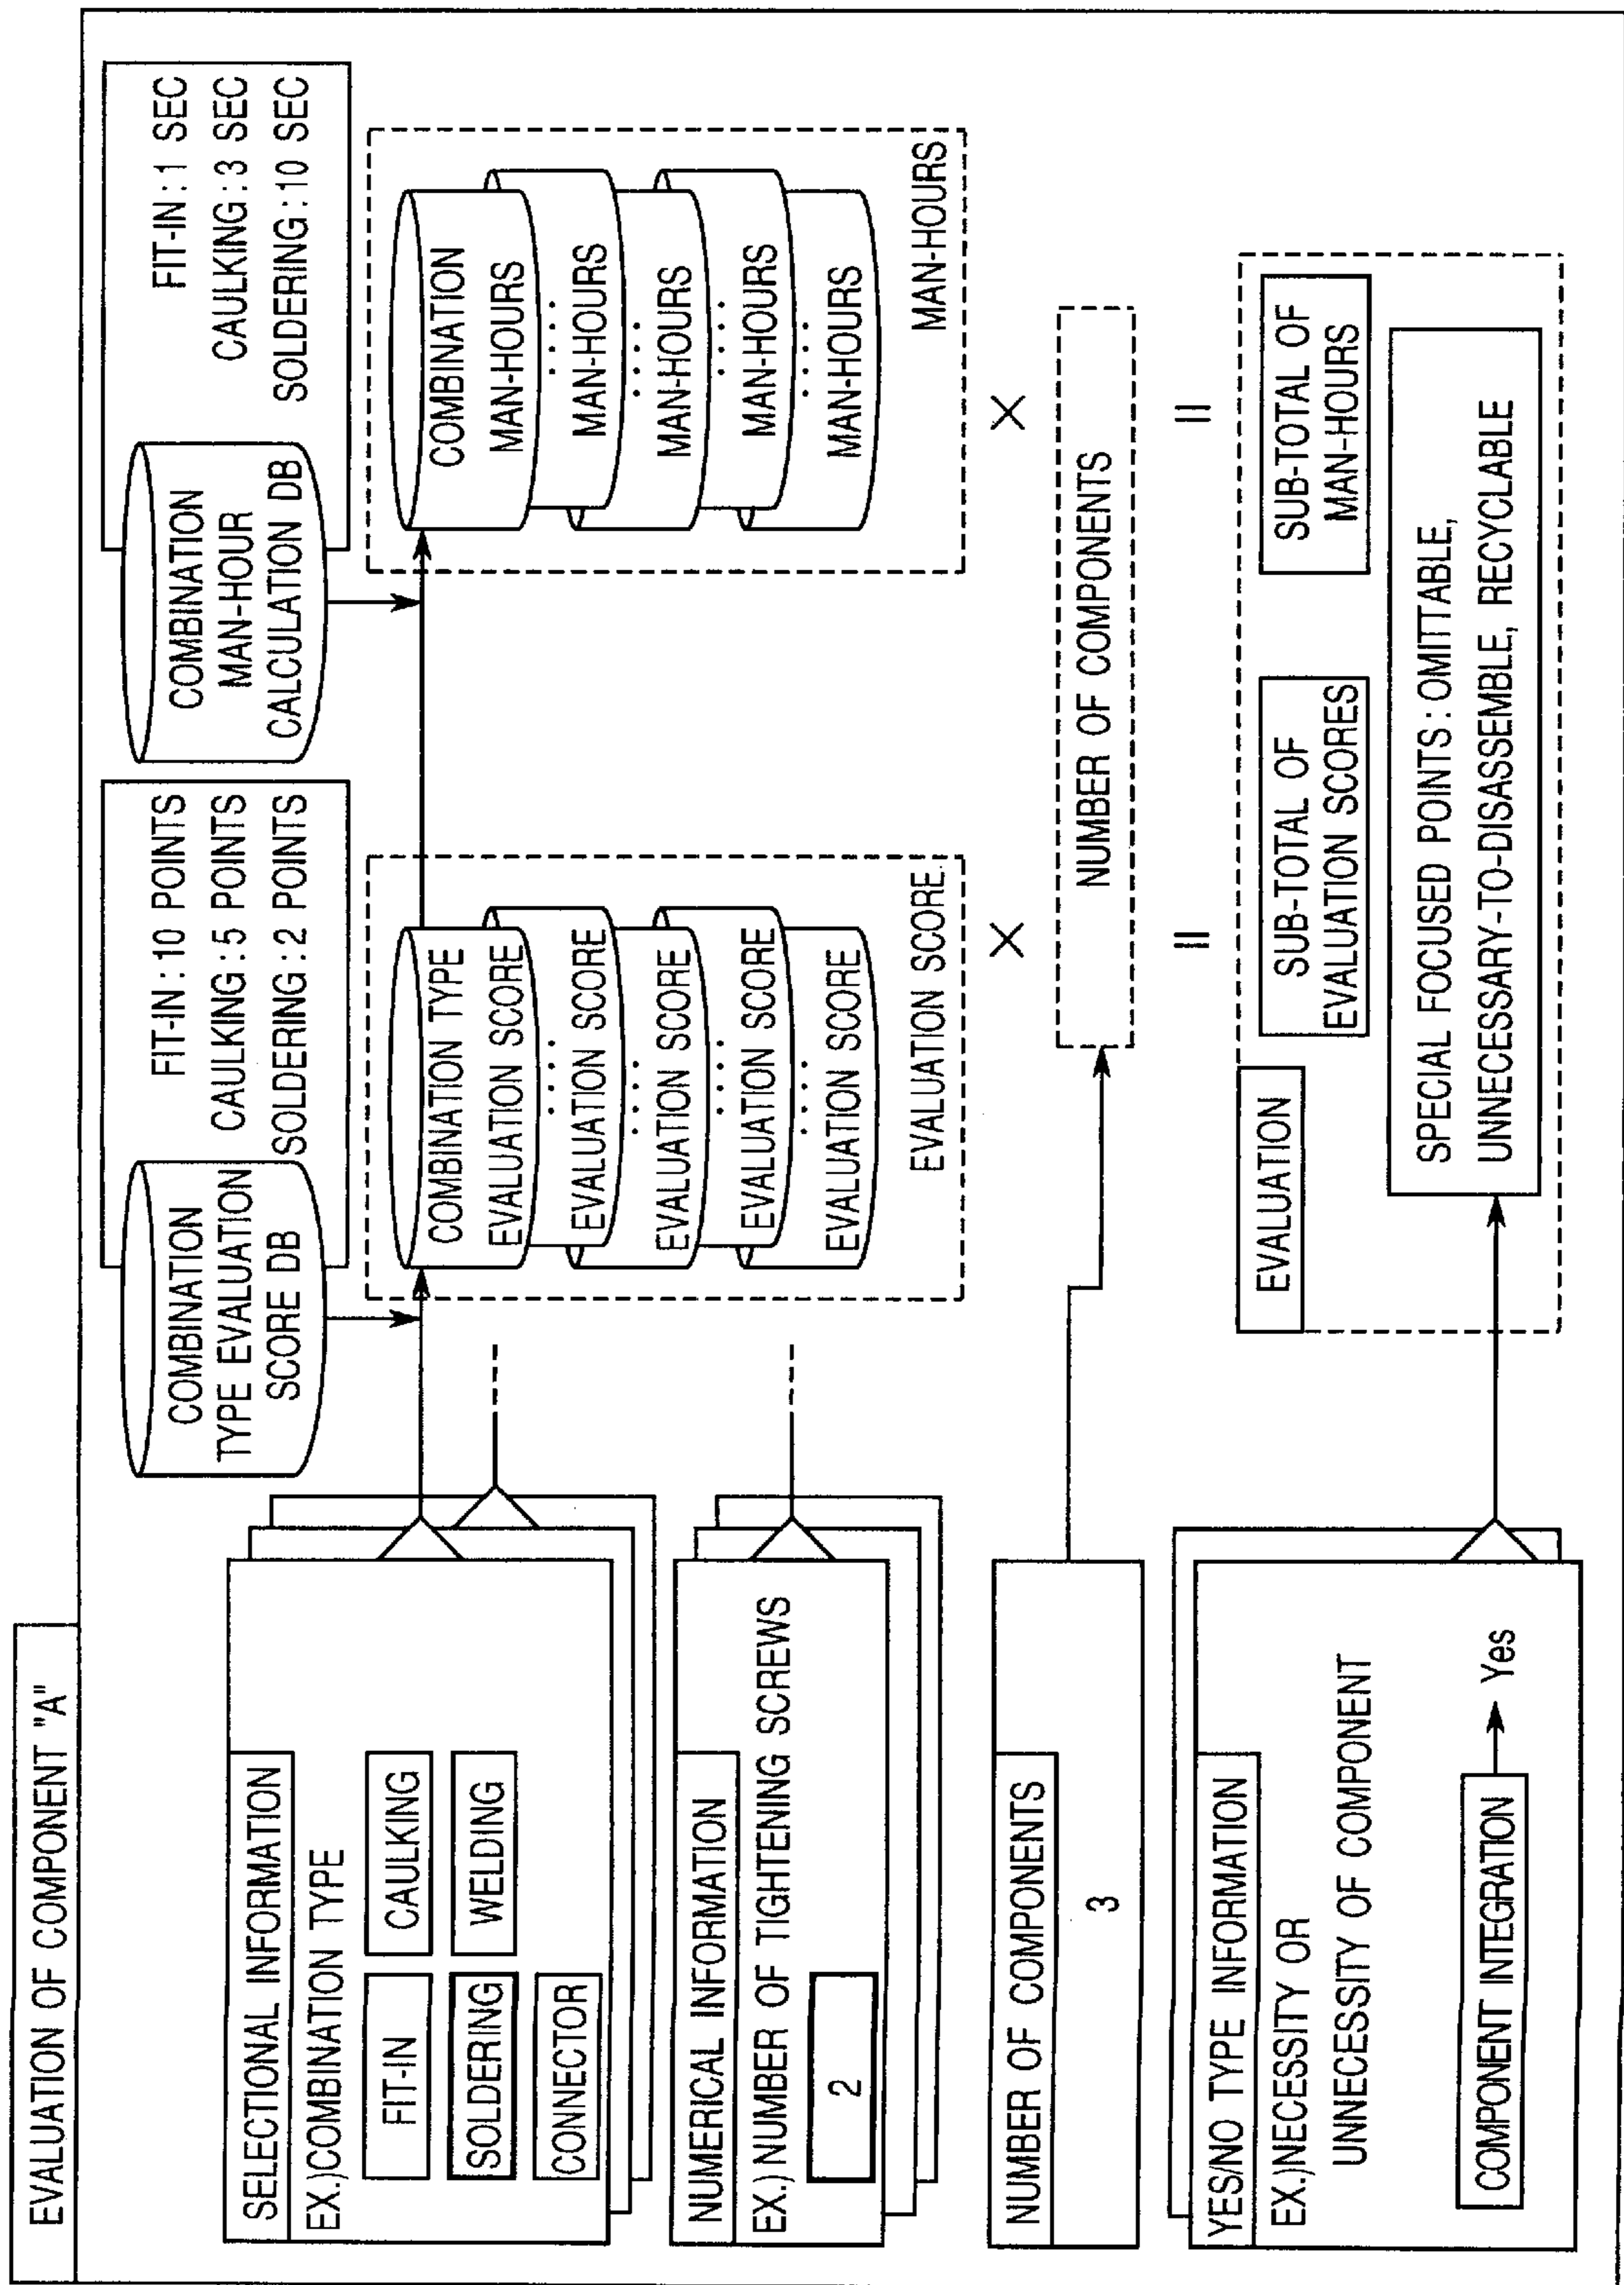 EVALUATION OF COMPONENT "A"
SELECTIONAL INFORMATION
EX.)COMBINATION TYPE
FIT-IN
CAULKING
SOLDERING
WELDING
CONNECTOR
NUMERICAL INFORMATION
EX.) NUMBER OF TIGHTENING SCREWS
2
NUMBER OF COMPONENTS
3
YES/NO TYPE INFORMATION
EX.)NECESSITY OR
UNNECESSITY OF COMPONENT
COMPONENT INTEGRATION
Yes
COMBINATION
TYPE EVALUATION
SCORE DB
FIT-IN : 10 POINTS
CAULKING : 5 POINTS
SOLDERING : 2 POINTS
COMBINATION TYPE
EVALUATION SCORE
.....
EVALUATION SCORE
.....
EVALUATION SCORE
.....
EVALUATION SCORE
.....
EVALUATION SCORE
EVALUATION SCORE
COMBINATION
MAN-HOUR
CALCULATION DB
FIT-IN : 1 SEC
CAULKING : 3 SEC
SOLDERING : 10 SEC
COMBINATION
MAN-HOURS
.....
MAN-HOURS
.....
MAN-HOURS
.....
MAN-HOURS
.....
MAN-HOURS
MAN-HOURS
× ×
NUMBER OF COMPONENTS
= =
EVALUATION
SUB-TOTAL OF
EVALUATION SCORES
SUB-TOTAL OF
MAN-HOURS
SPECIAL FOCUSED POINTS : OMITTABLE,
UNNECESSARY-TO-DISASSEMBLE, RECYCLABLE